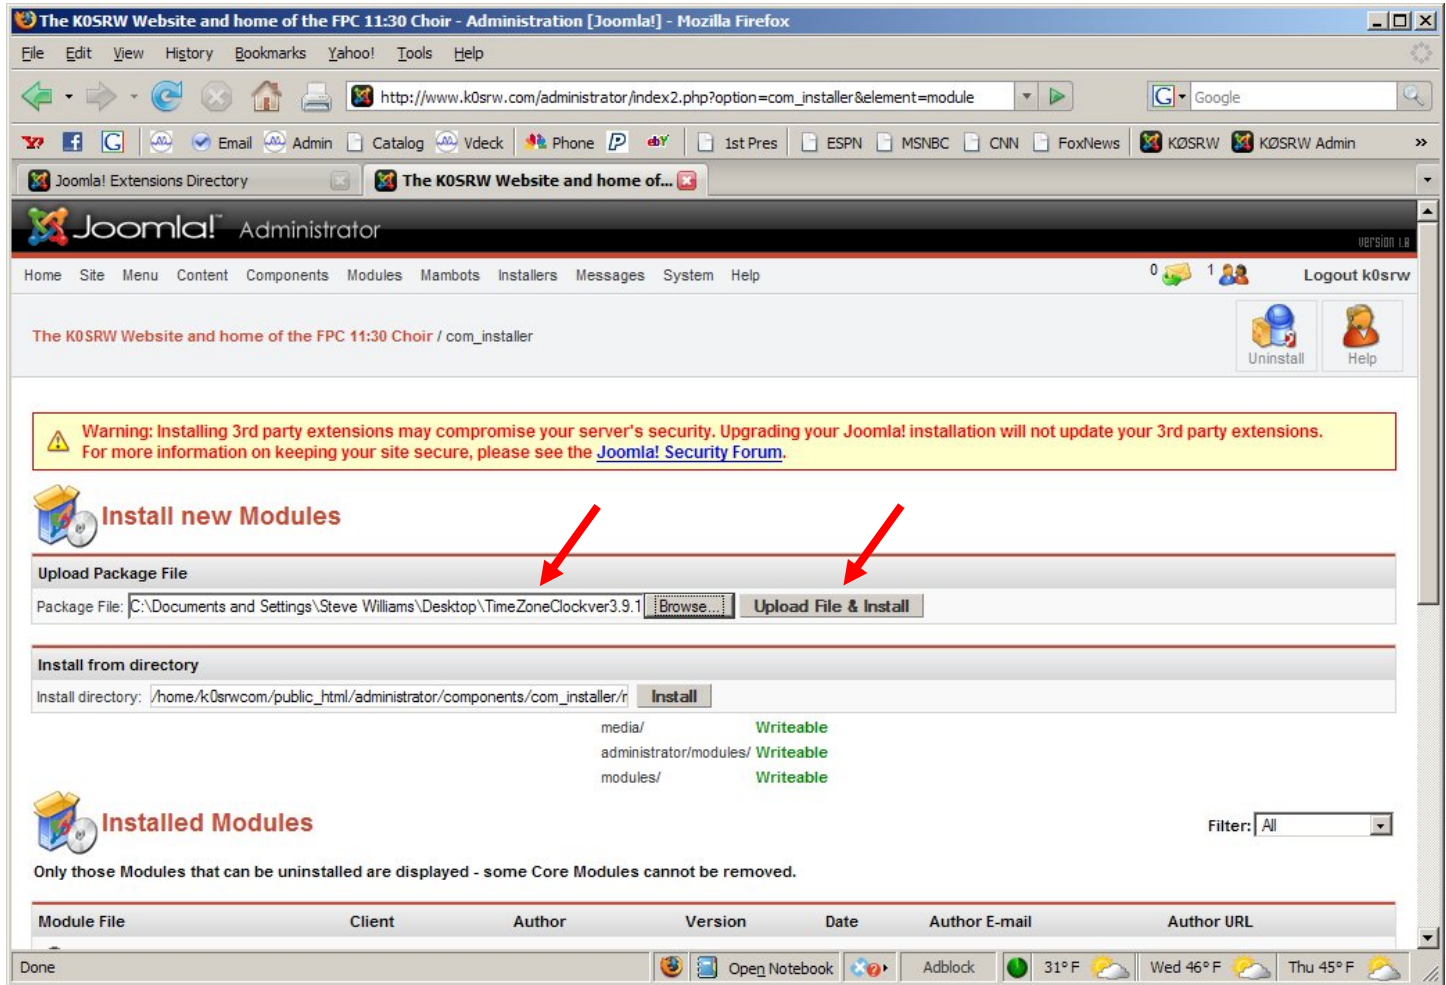 The K0SRW Website and home of the FPC 11:30 Choir - Administration [Joomla!] - Mozilla Firefox
File Edit View History Bookmarks Yahoo! Tools Help
http://www.k0srw.com/administrator/index2.php?option=com_installer&element=module G Google
Y? f G Email Admin Catalog Vdeck Phone P ebY 1st Pres ESPN MSNBC CNN FoxNews KØSRW KØSRW Admin »
Joomla! Extensions Directory The K0SRW Website and home of...
Joomla!™ Administrator
Home Site Menu Content Components Modules Mambots Installers Messages System Help 0 1 Logout k0srw
The K0SRW Website and home of the FPC 11:30 Choir / com_installer
Uninstall Help
Warning: Installing 3rd party extensions may compromise your server's security. Upgrading your Joomla! installation will not update your 3rd party extensions.
For more information on keeping your site secure, please see the Joomla! Security Forum.
Install new Modules
Upload Package File
Package File: C:\Documents and Settings\Steve Williams\Desktop\TimeZoneClockver3.9.1 Browse... Upload File & Install
Install from directory
Install directory: /home/k0srwcom/public_html/administrator/components/com_installer/ Install
media/ Writeable
administrator/modules/ Writeable
modules/ Writeable
Installed Modules
Filter: All
Only those Modules that can be uninstalled are displayed - some Core Modules cannot be removed.
Module File Client Author Version Date Author E-mail Author URL
Done Open Notebook Adblock 31° F Wed 46° F Thu 45° F